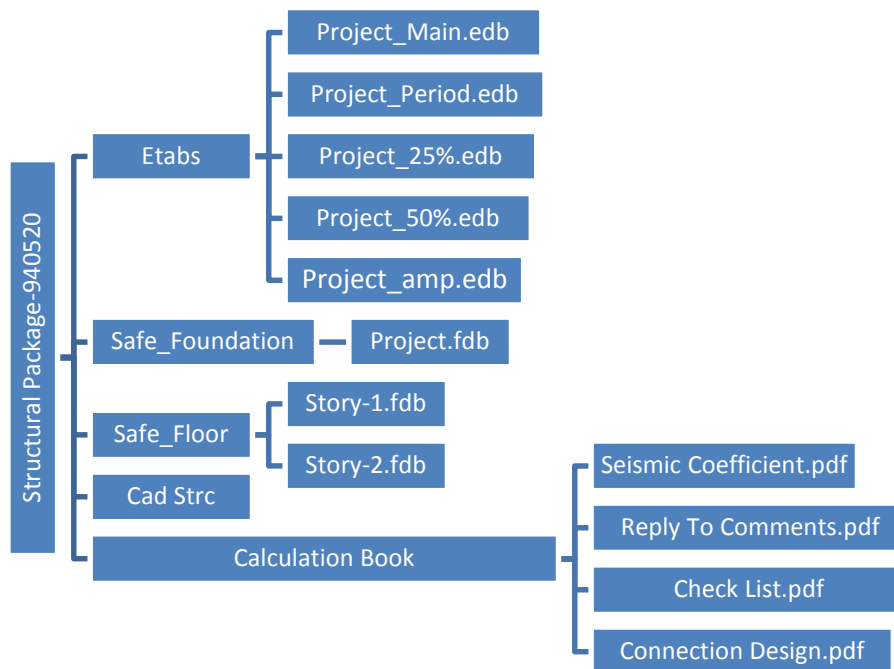 Structural Package-940520
Etabs
Project_Main.edb
Project_Period.edb
Project_25%.edb
Project_50%.edb
Project_amp.edb
Safe_Foundation
Project.fdb
Safe_Floor
Story-1.fdb
Story-2.fdb
Cad Strc
Calculation Book
Seismic Coefficient.pdf
Reply To Comments.pdf
Check List.pdf
Connection Design.pdf